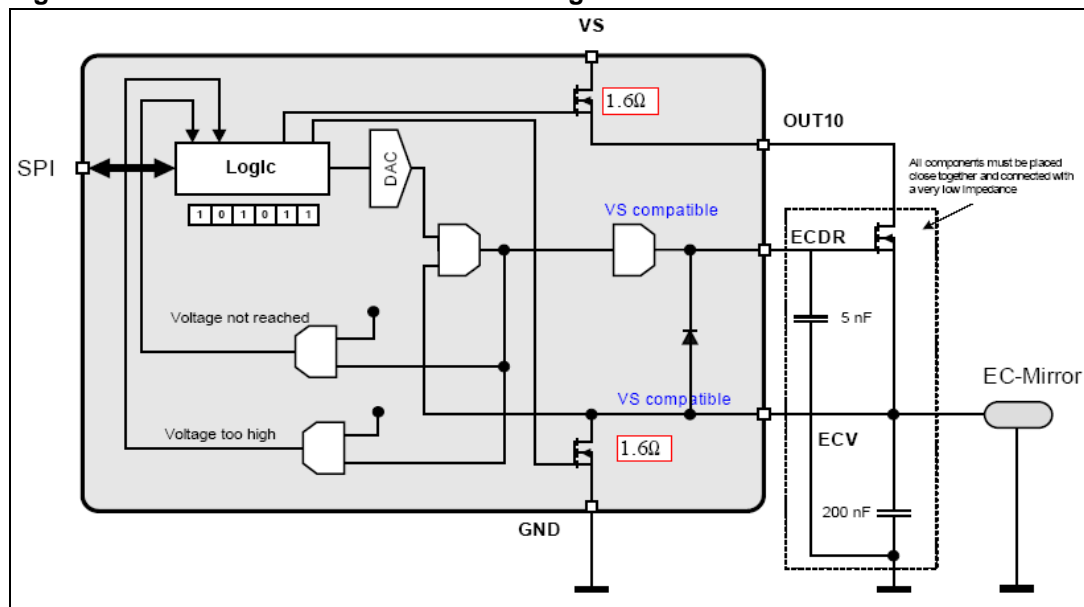 VS
1.6Ω
OUT10
All components must be placed
close together and connected with
a very low impedance
SPI
Logic
DAC
1 0 1 0 1 1
VS compatible
ECDR
Voltage not reached
5 nF
EC-Mirror
VS compatible
Voltage too high
1.6Ω
ECV
200 nF
GND